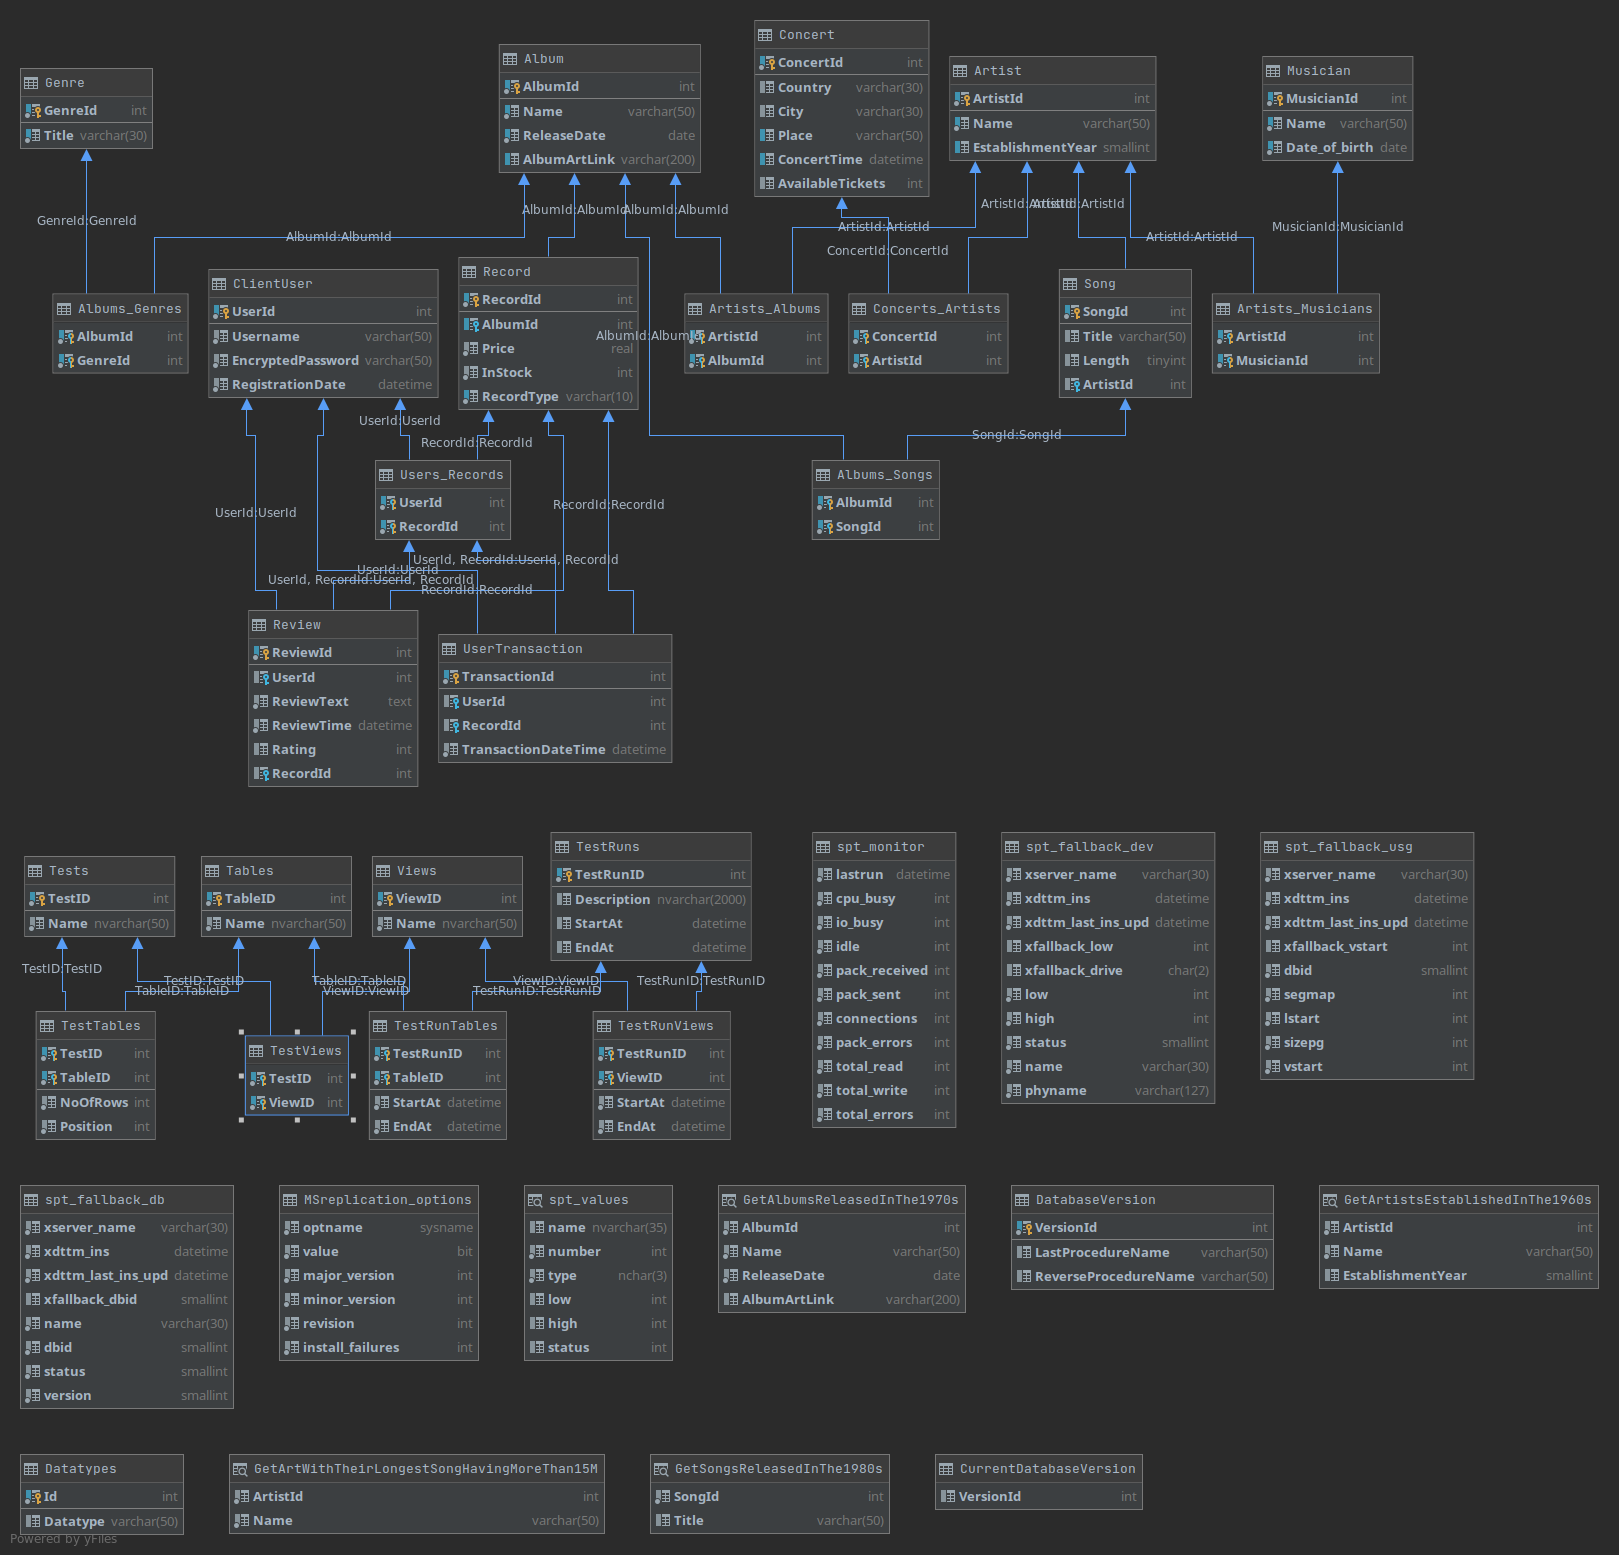 Genre
GenreId int
Title varchar(30)
Album
AlbumId int
Name varchar(50)
ReleaseDate date
AlbumArtLink varchar(200)
Concert
ConcertId int
Country varchar(30)
City varchar(30)
Place varchar(50)
ConcertTime datetime
AvailableTickets int
Artist
ArtistId int
Name varchar(50)
EstablishmentYear smallint
Musician
MusicianId int
Name varchar(50)
Date_of_birth date
GenreId:GenreId
AlbumId:AlbumId
AlbumId:AlbumId
AlbumId:AlbumId
AlbumId:AlbumId
ArtistId:ArtistId
ArtistId:ArtistId
ArtistId:ArtistId
ArtistId:ArtistId
ConcertId:ConcertId
MusicianId:MusicianId
Albums_Genres
AlbumId int
GenreId int
ClientUser
UserId int
Username varchar(50)
EncryptedPassword varchar(50)
RegistrationDate datetime
Record
RecordId int
AlbumId int
Price real
InStock int
RecordType varchar(10)
Artists_Albums
ArtistId int
AlbumId int
Concerts_Artists
ConcertId int
ArtistId int
Song
SongId int
Title varchar(50)
Length tinyint
ArtistId int
Artists_Musicians
ArtistId int
MusicianId int
UserId:UserId
RecordId:RecordId
SongId:SongId
Users_Records
UserId int
RecordId int
Albums_Songs
AlbumId int
SongId int
UserId:UserId
RecordId:RecordId
UserId, RecordId:UserId, RecordId
UserId:UserId
UserId, RecordId:UserId, RecordId
RecordId:RecordId
Review
ReviewId int
UserId int
ReviewText text
ReviewTime datetime
Rating int
RecordId int
UserTransaction
TransactionId int
UserId int
RecordId int
TransactionDateTime datetime
Tests
TestID int
Name nvarchar(50)
Tables
TableID int
Name nvarchar(50)
Views
ViewID int
Name nvarchar(50)
TestRuns
TestRunID int
Description nvarchar(2000)
StartAt datetime
EndAt datetime
spt_monitor
lastrun datetime
cpu_busy int
io_busy int
idle int
pack_received int
pack_sent int
connections int
pack_errors int
total_read int
total_write int
total_errors int
spt_fallback_dev
xserver_name varchar(30)
xdttm_ins datetime
xdttm_last_ins_upd datetime
xfallback_low int
xfallback_drive char(2)
low int
high int
status smallint
name varchar(30)
phyname varchar(127)
spt_fallback_usg
xserver_name varchar(30)
xdttm_ins datetime
xdttm_last_ins_upd datetime
xfallback_vstart int
dbid smallint
segmap int
lstart int
sizepg int
vstart int
TestID:TestID
TestID:TestID
TableID:TableID
TableID:TableID
ViewID:ViewID
ViewID:ViewID
TestRunID:TestRunID
TestRunID:TestRunID
TestTables
TestID int
TableID int
NoOfRows int
Position int
TestViews
TestID int
ViewID int
TestRunTables
TestRunID int
TableID int
StartAt datetime
EndAt datetime
TestRunViews
TestRunID int
ViewID int
StartAt datetime
EndAt datetime
spt_fallback_db
xserver_name varchar(30)
xdttm_ins datetime
xdttm_last_ins_upd datetime
xfallback_dbid smallint
name varchar(30)
dbid smallint
status smallint
version smallint
MSreplication_options
optname sysname
value bit
major_version int
minor_version int
revision int
install_failures int
spt_values
name nvarchar(35)
number int
type nchar(3)
low int
high int
status int
GetAlbumsReleasedInThe1970s
AlbumId int
Name varchar(50)
ReleaseDate date
AlbumArtLink varchar(200)
DatabaseVersion
VersionId int
LastProcedureName varchar(50)
ReverseProcedureName varchar(50)
GetArtistsEstablishedInThe1960s
ArtistId int
Name varchar(50)
EstablishmentYear smallint
Datatypes
Id int
Datatype varchar(50)
GetArtWithTheirLongestSongHavingMoreThan15M
ArtistId int
Name varchar(50)
GetSongsReleasedInThe1980s
SongId int
Title varchar(50)
CurrentDatabaseVersion
VersionId int
Powered by yFiles